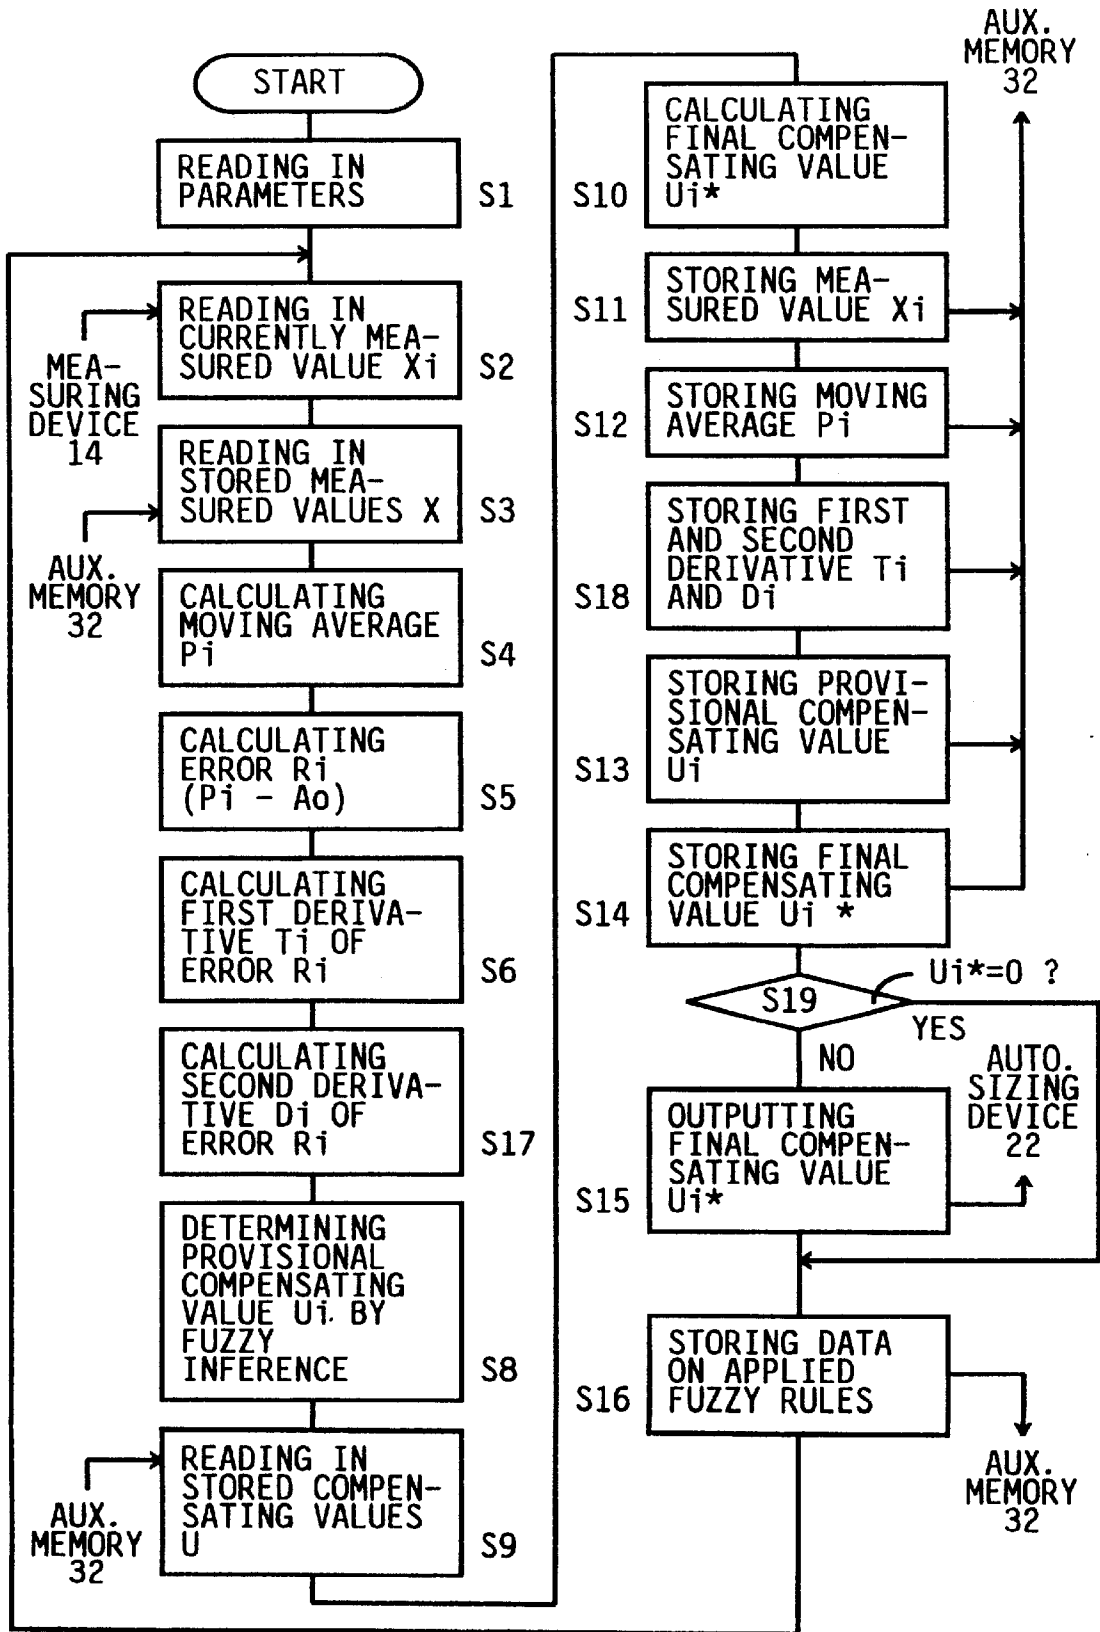 START
READING IN
PARAMETERS
S1
READING IN
CURRENTLY MEA-
SURED VALUE Xi
S2
MEA-
SURING
DEVICE
14
READING IN
STORED MEA-
SURED VALUES X
S3
AUX.
MEMORY
32
CALCULATING
MOVING AVERAGE
Pi
S4
CALCULATING
ERROR Ri
(Pi - Ao)
S5
CALCULATING
FIRST DERIVA-
TIVE Ti OF
ERROR Ri
S6
CALCULATING
SECOND DERIVA-
TIVE Di OF
ERROR Ri
S17
DETERMINING
PROVISIONAL
COMPENSATING
VALUE Ui BY
FUZZY
INFERENCE
S8
READING IN
STORED COMPEN-
SATING VALUES
U
S9
AUX.
MEMORY
32
AUX.
MEMORY
32
CALCULATING
FINAL COMPEN-
SATING VALUE
Ui*
S10
STORING MEA-
SURED VALUE Xi
S11
STORING MOVING
AVERAGE Pi
S12
STORING FIRST
AND SECOND
DERIVATIVE Ti
AND Di
S18
STORING PROVI-
SIONAL COMPEN-
SATING VALUE
Ui
S13
STORING FINAL
COMPENSATING
VALUE Ui *
S14
S19
Ui*=0 ?
YES
NO
AUTO.
SIZING
DEVICE
22
OUTPUTTING
FINAL COMPEN-
SATING VALUE
Ui*
S15
STORING DATA
ON APPLIED
FUZZY RULES
S16
AUX.
MEMORY
32